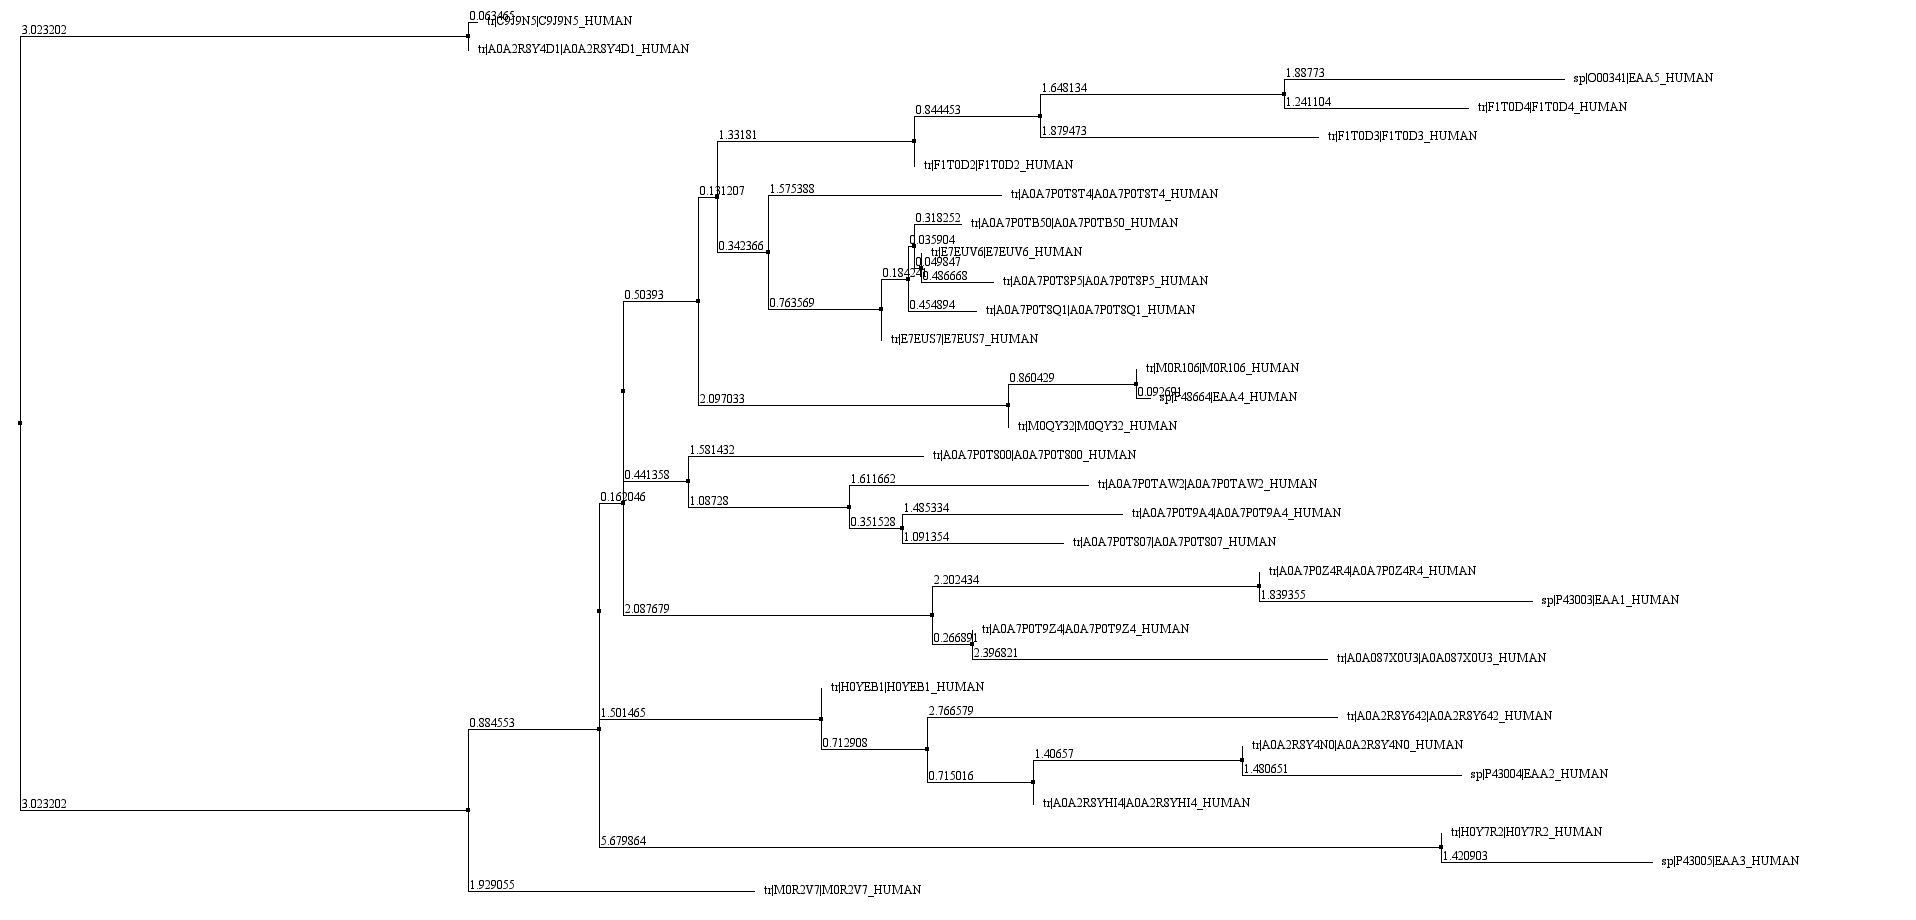 0.063465
tr|C9J9N5|C9J9N5_HUMAN
3.023202
tr|A0A2R8Y4D1|A0A2R8Y4D1_HUMAN
1.88773
sp|O00341|EAA5_HUMAN
1.648134
1.241104
tr|F1T0D4|F1T0D4_HUMAN
0.844453
1.879473
tr|F1T0D3|F1T0D3_HUMAN
1.33181
tr|F1T0D2|F1T0D2_HUMAN
0.131207
1.575388
tr|A0A7P0T8T4|A0A7P0T8T4_HUMAN
0.318252
tr|A0A7P0TB50|A0A7P0TB50_HUMAN
0.342366
0.035904
tr|E7EUV6|E7EUV6_HUMAN
0.049847
0.486668
tr|A0A7P0T8P5|A0A7P0T8P5_HUMAN
0.50393
0.763569
0.454894
tr|A0A7P0T8Q1|A0A7P0T8Q1_HUMAN
tr|E7EUS7|E7EUS7_HUMAN
tr|M0R106|M0R106_HUMAN
0.860429
0.092691
sp|P48664|EAA4_HUMAN
2.097033
tr|M0QY32|M0QY32_HUMAN
1.581432
tr|A0A7P0T800|A0A7P0T800_HUMAN
0.441358
1.611662
tr|A0A7P0TAW2|A0A7P0TAW2_HUMAN
0.162046
1.08728
1.485334
tr|A0A7P0T9A4|A0A7P0T9A4_HUMAN
0.351528
1.091354
tr|A0A7P0T807|A0A7P0T807_HUMAN
tr|A0A7P0Z4R4|A0A7P0Z4R4_HUMAN
2.202434
1.839355
sp|P43003|EAA1_HUMAN
2.087679
tr|A0A7P0T9Z4|A0A7P0T9Z4_HUMAN
0.266891
2.396821
tr|A0A087X0U3|A0A087X0U3_HUMAN
tr|H0YEB1|H0YEB1_HUMAN
1.501465
2.766579
tr|A0A2R8Y642|A0A2R8Y642_HUMAN
0.884553
0.712908
tr|A0A2R8Y4N0|A0A2R8Y4N0_HUMAN
1.40657
1.480651
sp|P43004|EAA2_HUMAN
0.715016
3.023202
tr|A0A2R8YHI4|A0A2R8YHI4_HUMAN
tr|H0Y7R2|H0Y7R2_HUMAN
5.679864
1.420903
sp|P43005|EAA3_HUMAN
1.929055
tr|M0R2V7|M0R2V7_HUMAN